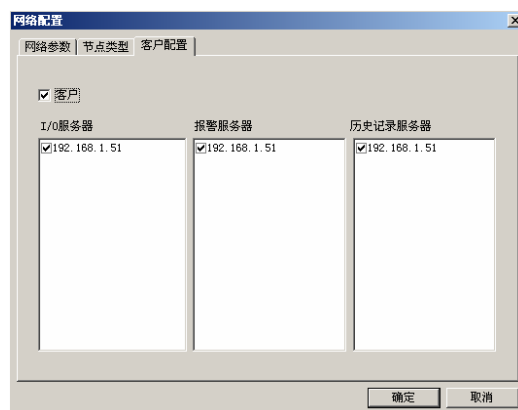 网络配置
网络参数 节点类型 客户配置
客户
I/O服务器 报警服务器 历史记录服务器
192.168.1.51 192.168.1.51 192.168.1.51
确定 取消